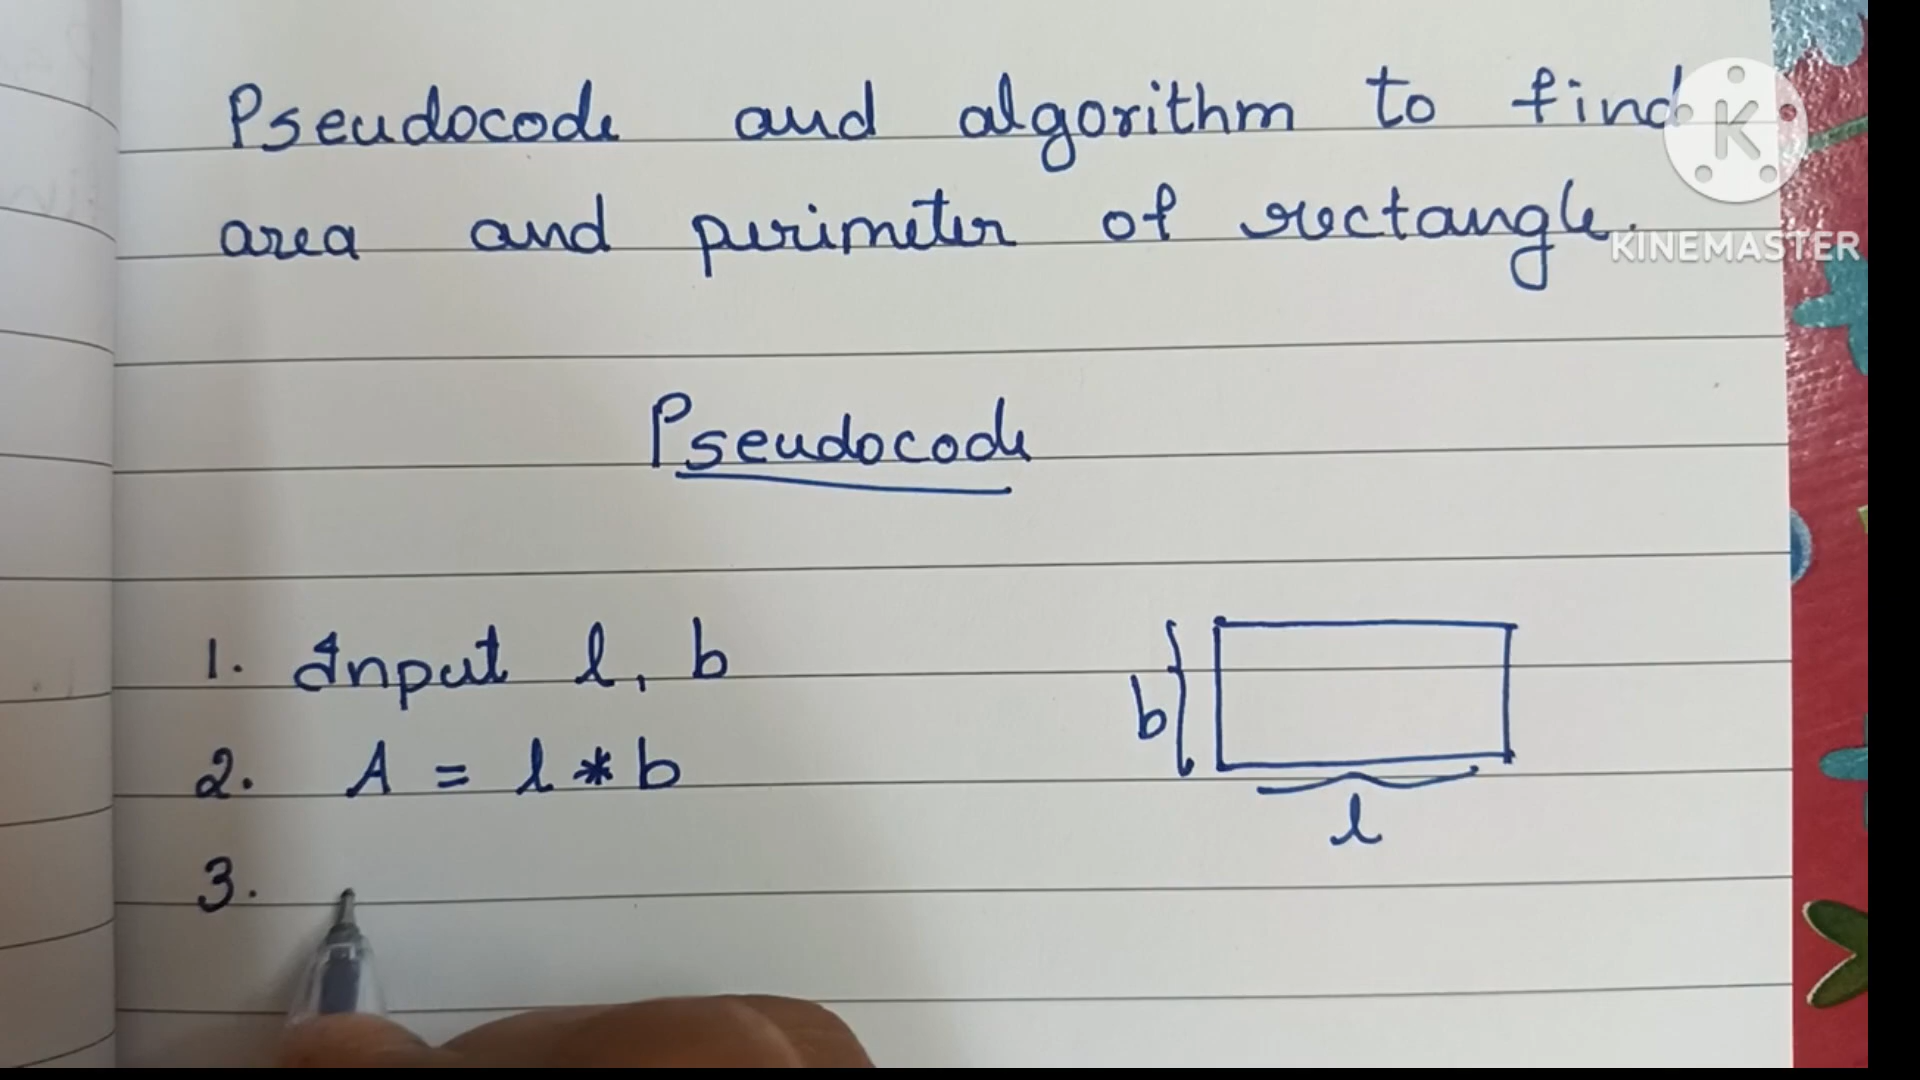 Pseudocode and algorithm to find
area and perimeter of rectangle.
K
KINEMASTER
Pseudocode
1. Input l, b
2. A = l * b
3.
b
l